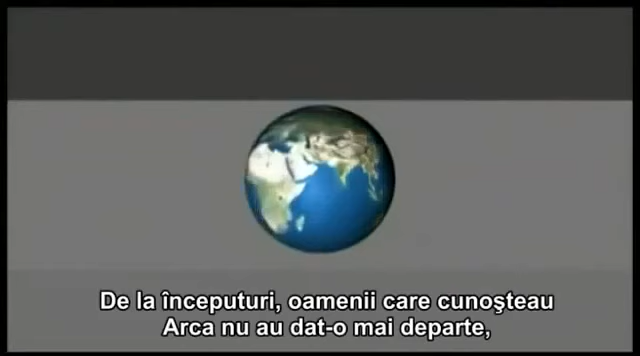 De la începuturi, oamenii care cunoşteau
Arca nu au dat-o mai departe,